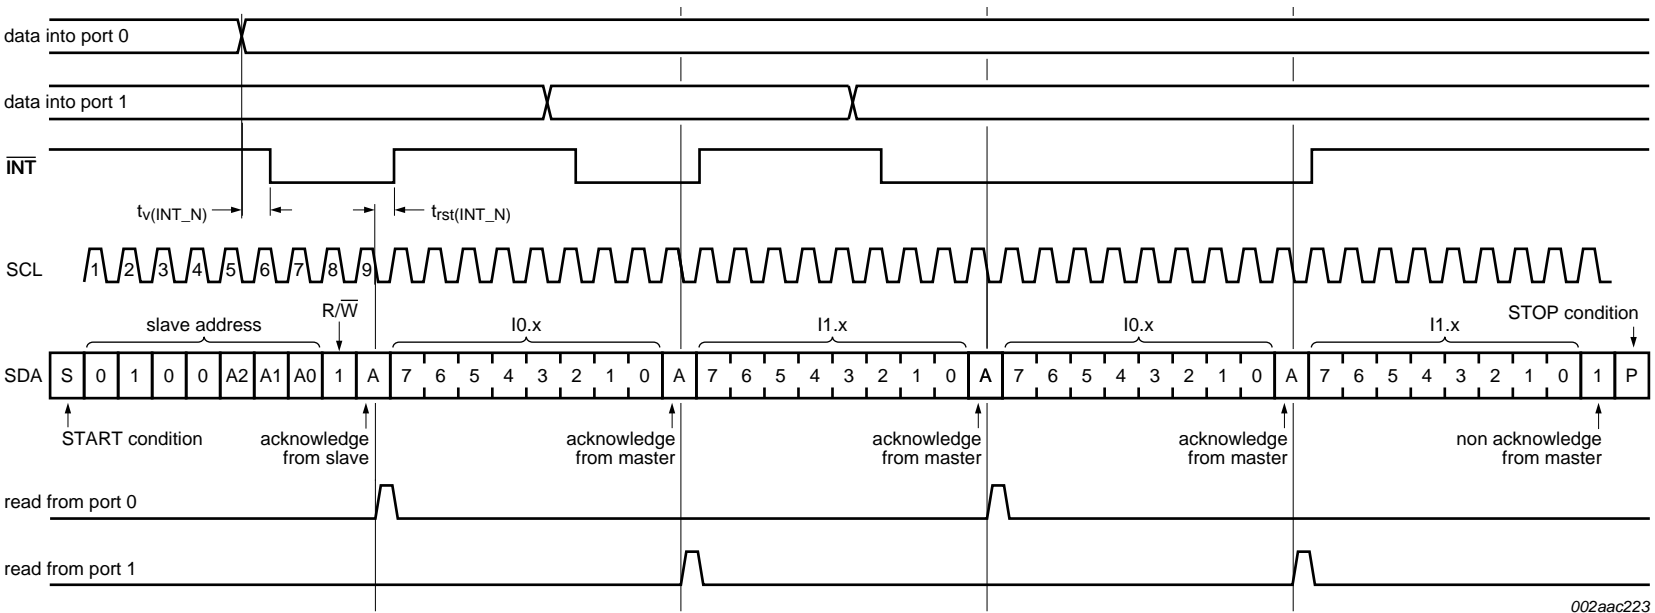 data into port 0
data into port 1
INT
tv(INT_N)
trst(INT_N)
SCL
1 2 3 4 5 6 7 8 9
R/W
STOP condition
slave address
I0.x
I1.x
I0.x
I1.x
SDA S 0 1 0 0 A2 A1 A0 1 A 7 6 5 4 3 2 1 0 A 7 6 5 4 3 2 1 0 A 7 6 5 4 3 2 1 0 A 7 6 5 4 3 2 1 0 1 P
START condition
acknowledge
from slave
acknowledge
from master
acknowledge
from master
acknowledge
from master
non acknowledge
from master
read from port 0
read from port 1
002aac223